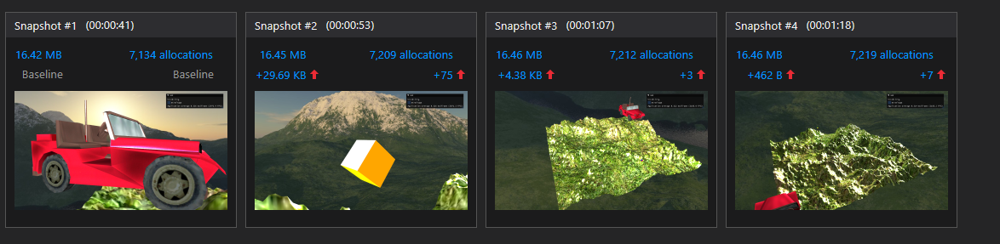 Snapshot #1 (00:00:41)
16.42 MB 7,134 allocations
Baseline Baseline
Snapshot #2 (00:00:53)
16.45 MB 7,209 allocations
+29.69 KB +75
Snapshot #3 (00:01:07)
16.46 MB 7,212 allocations
+4.38 KB +3
Snapshot #4 (00:01:18)
16.46 MB 7,219 allocations
+462 B +7